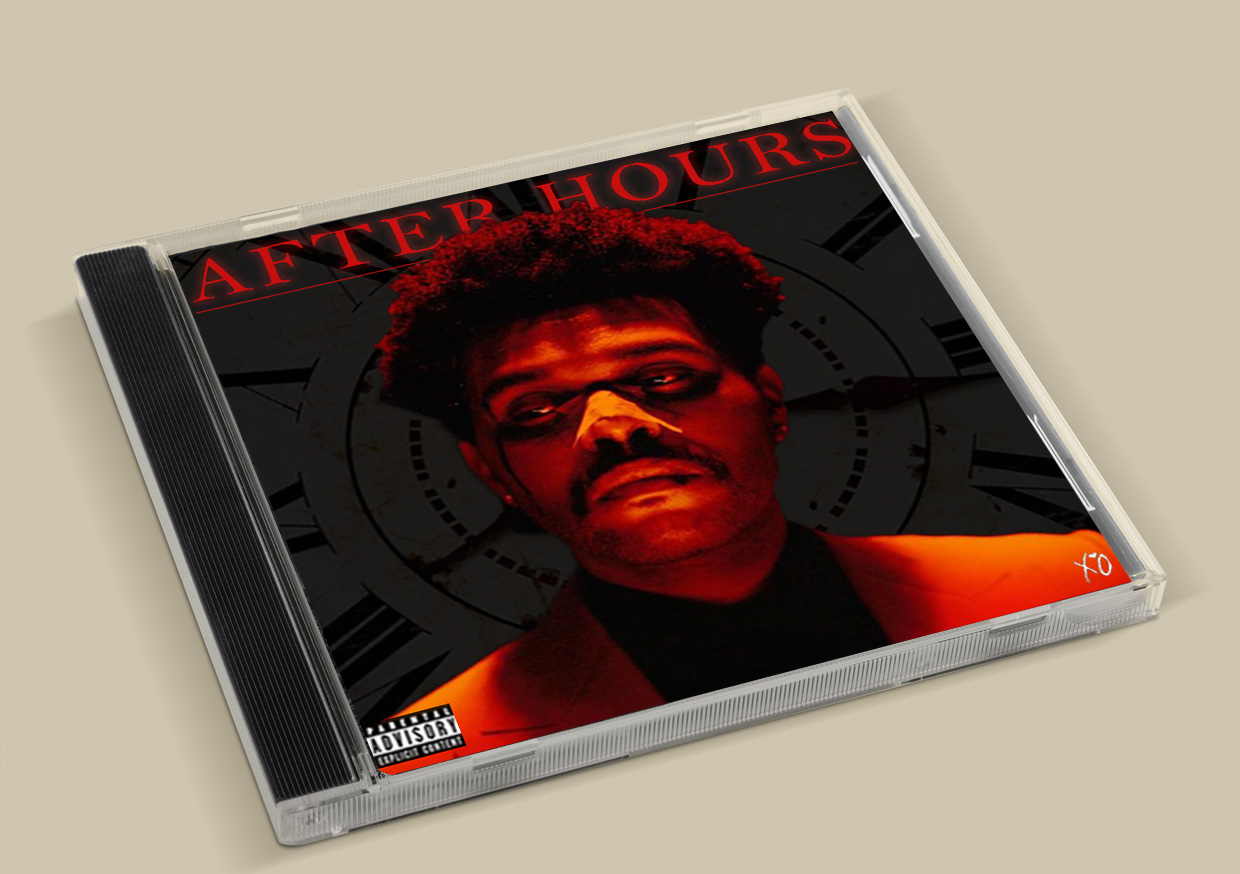 AFTER HOURS
XO
PARENTAL
ADVISORY
EXPLICIT CONTENT